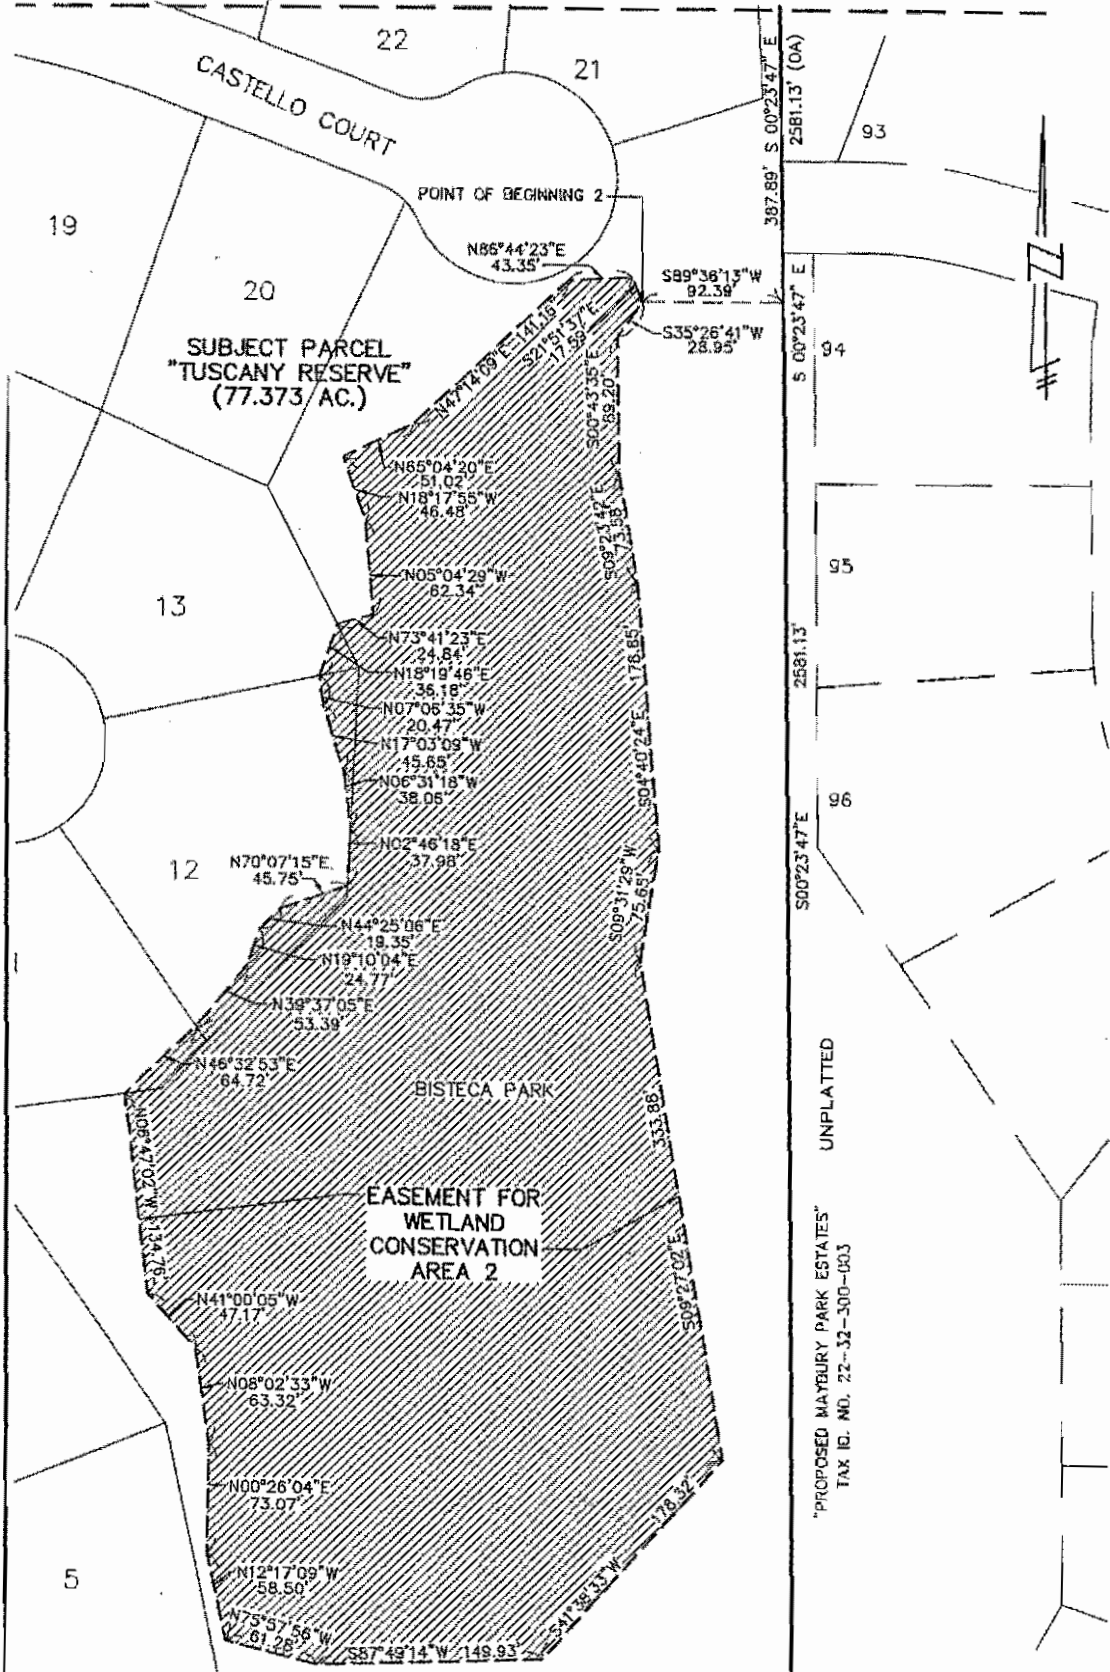 22
21
CASTELLO COURT
387.89' S 00°23'47" E
2581.13' (OA)
93
19
20
POINT OF BEGINNING 2
N86°44'23"E
43.35'
S89°36'13"W
92.39'
S35°26'41"W
28.95'
S 00°23'47" E
94
SUBJECT PARCEL
"TUSCANY RESERVE"
(77.373 AC.)
N47°14'09"E 141.15'
S21°51'37"E
17.59'
S00°43'35"E
89.20'
N65°04'20"E
51.02'
N18°17'55"W
46.48'
S09°23'42"E
73.58'
N05°04'29"W
62.34'
95
13
N73°41'23"E
24.84'
N18°19'46"E
36.18'
N07°06'35"W
20.47'
N17°03'09"W
45.65'
N06°31'18"W
38.05'
N02°46'18"E
37.98'
178.65'
S04°40'24"E
2581.13'
S00°23'47"E
96
12
N70°07'15"E
45.75'
S09°31'29"W
75.65'
N44°25'06"E
19.35'
N19°10'04"E
24.77'
N39°37'05"E
53.39'
N46°32'53"E
64.72'
BISTECA PARK
333.86'
S09°27'02"E
UNPLATTED
N06°47'02"W 134.76'
EASEMENT FOR
WETLAND
CONSERVATION
AREA 2
N41°00'05"W
47.17'
N08°02'33"W
63.32'
"PROPOSED MAYBURY PARK ESTATES"
TAX ID. NO. 22-32-300-003
N00°26'04"E
73.07'
5
N12°17'09"W
58.50'
N75°57'56"W
61.28'
S87°49'14"W 149.93'
S41°39'33"W 178.32'